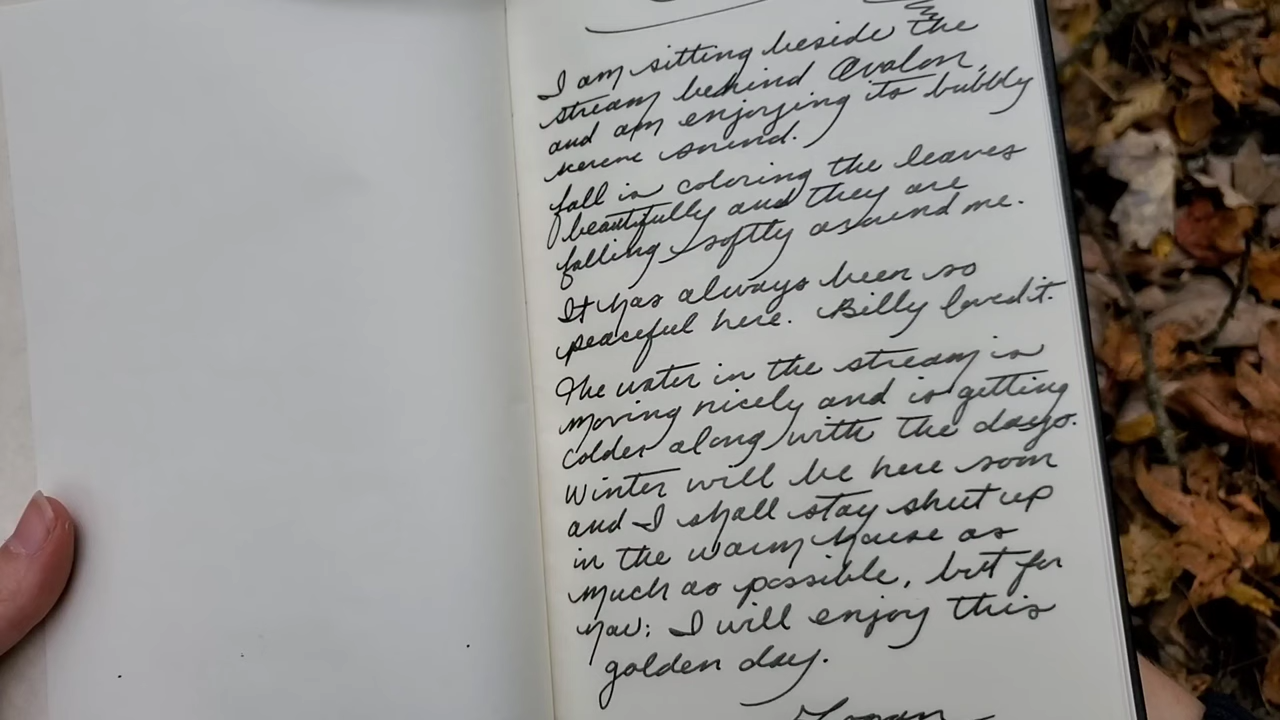 I am sitting beside the
stream behind Avalon,
and am enjoying its bubbly
serene sound.
fall is coloring the leaves
beautifully and they are
falling softly around me.
It has always been so
peaceful here. Billy loved it.
The water in the stream is
moving nicely and is getting
colder along with the days.
Winter will be here soon
and I shall stay shut up
in the warm house as
much as possible, but for
now; I will enjoy this
golden day.